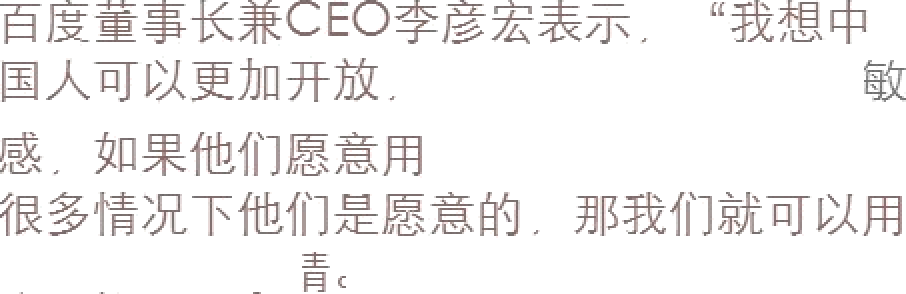 百度董事长兼CEO李彦宏表示，“我想中
国人可以更加开放， 敏
感，如果他们愿意用
很多情况下他们是愿意的，那我们就可以用
青。